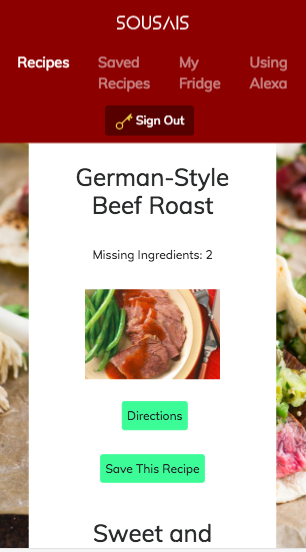 SOUSAIS
Recipes Saved Recipes My Fridge Using Alexa
Sign Out
German-Style
Beef Roast
Missing Ingredients: 2
Directions
Save This Recipe
Sweet and